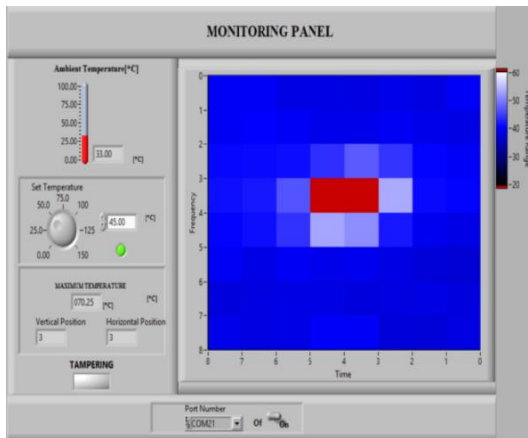 MONITORING PANEL
Ambient Temperature[°C]
100.00-
75.00-
50.00-
25.00-
0.00-
33.00 [°C]
Set Temperature
50.0 75.0 100
25.0- -125
0.00 150
-45.00 [°C]
MAXIMUM TEMPERATURE
070.25 [°C] [°C]
Vertical Position Horizontal Position
3 3
TAMPERING
Frequency
0-
1-
2-
3-
4-
5-
6-
7-
8-
8 7 6 5 4 3 2 1 0
Time
-60
-50
-40
-30
-20
Temperature Range
Port Number
COM21 Of On